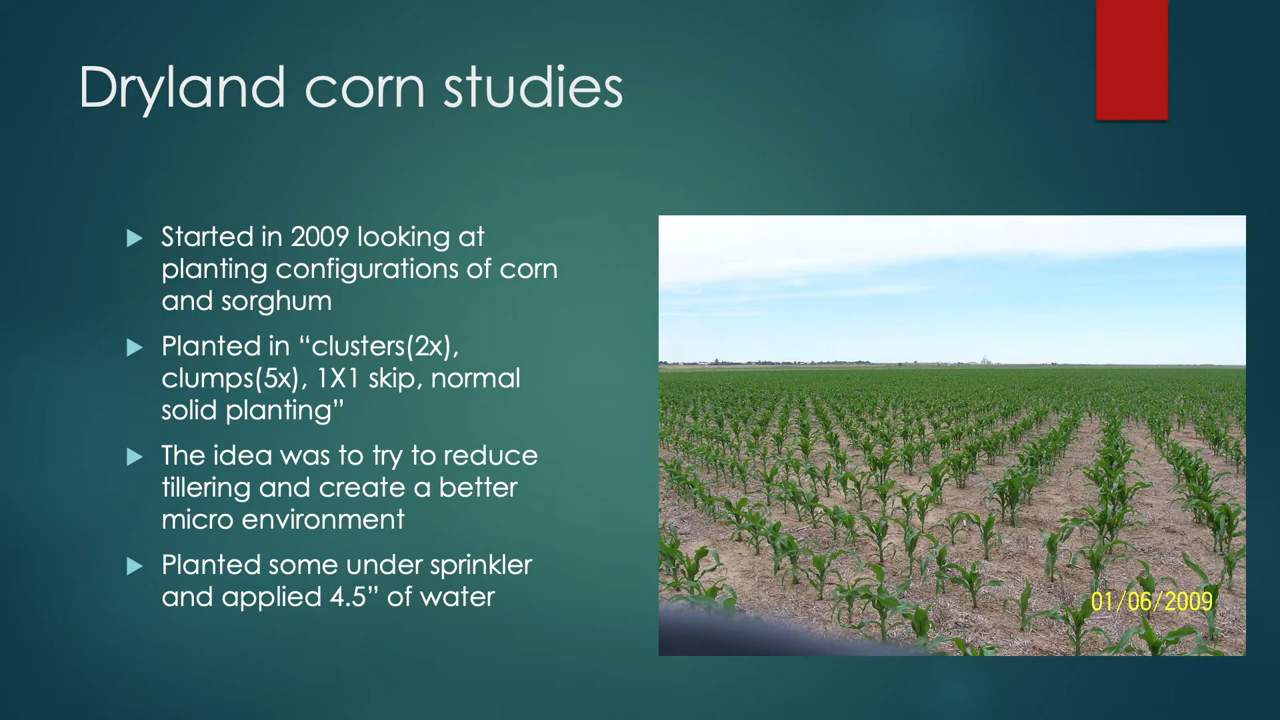 Dryland corn studies
Started in 2009 looking at
planting configurations of corn
and sorghum
Planted in “clusters(2x),
clumps(5x), 1X1 skip, normal
solid planting”
The idea was to try to reduce
tillering and create a better
micro environment
Planted some under sprinkler
and applied 4.5” of water
01/06/2009